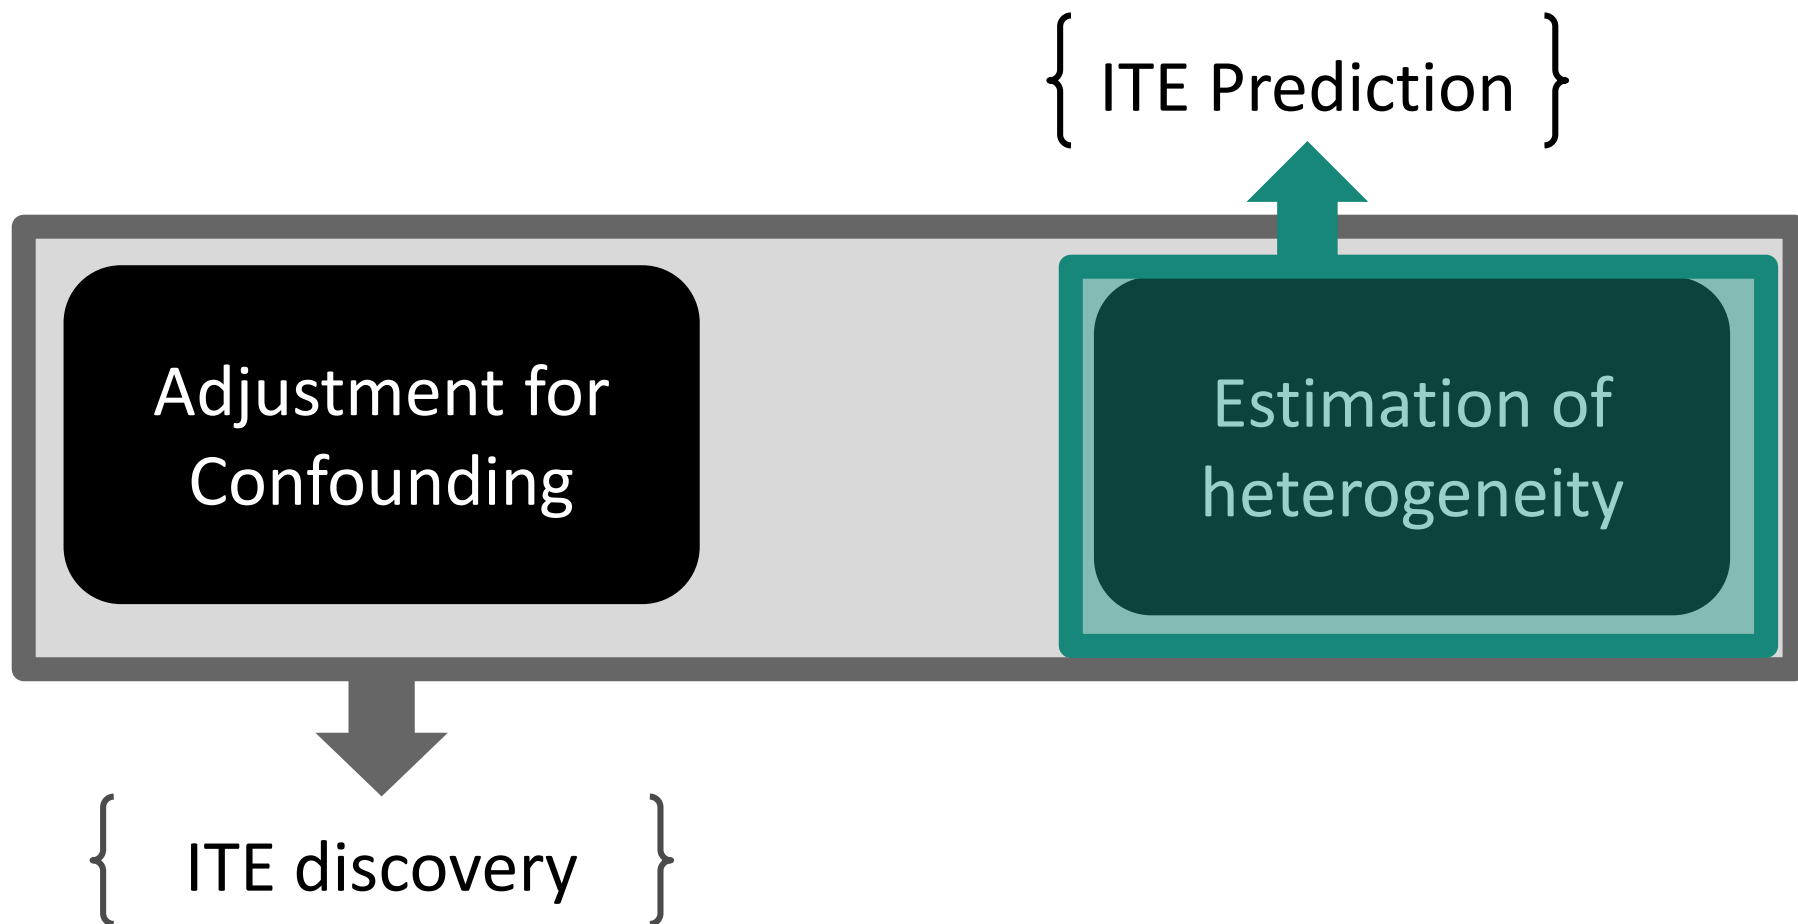 ITE Prediction
Adjustment for
Confounding
Estimation of
heterogeneity
ITE discovery